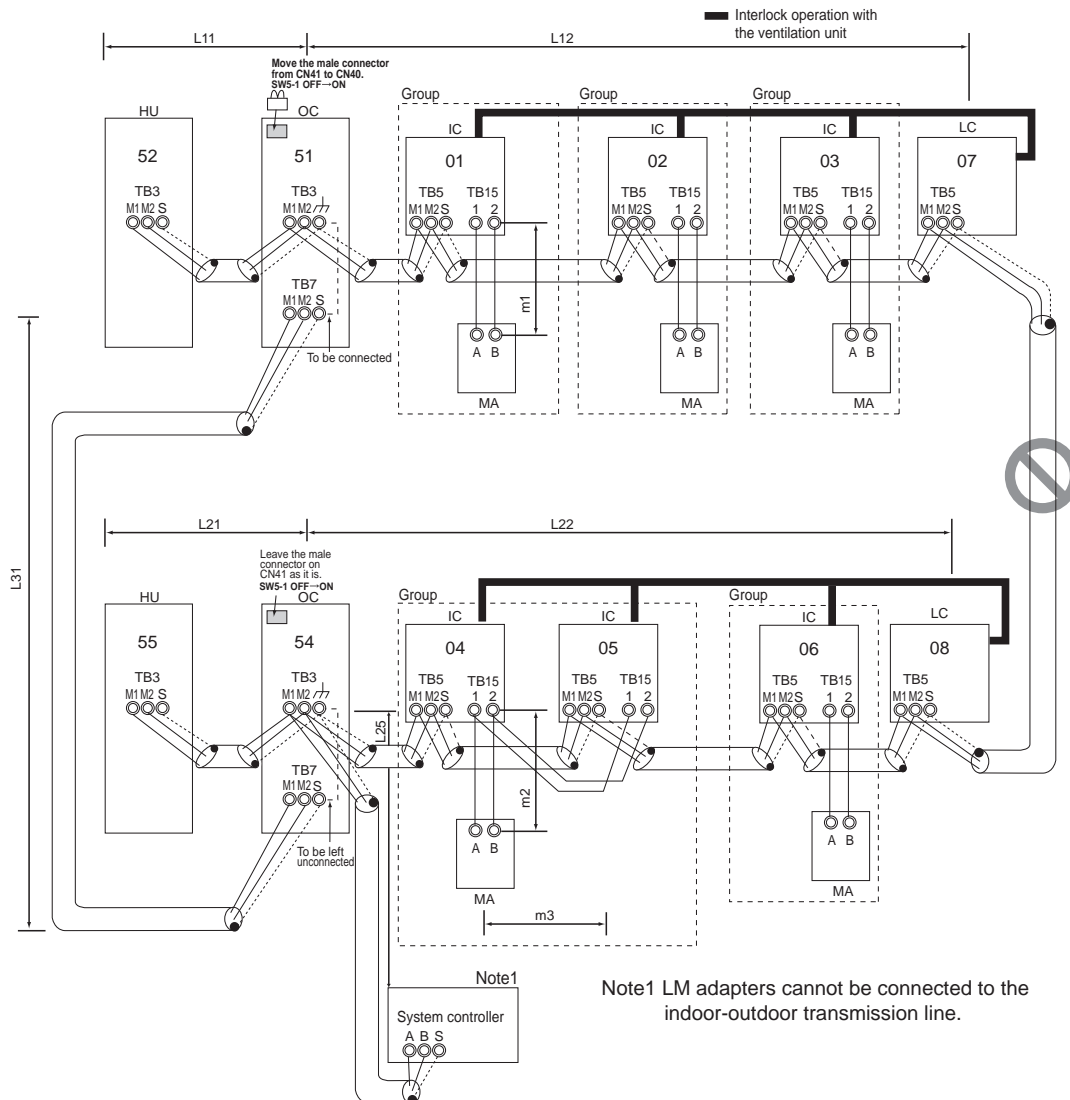 Interlock operation with
the ventilation unit
L11
L12
Move the male connector
from CN41 to CN40.
SW5-1 OFF→ON
Group
Group
Group
HU
OC
IC
IC
IC
LC
52
51
01
02
03
07
TB3
TB3
TB5 TB15
TB5 TB15
TB5 TB15
TB5
M1 M2 S
M1 M2
M1 M2 S 1 2
M1 M2 S 1 2
M1 M2 S 1 2
M1 M2 S
TB7
M1 M2 S
m1
To be connected
A B
A B
A B
MA
MA
MA
L31
L21
L22
Leave the male
connector on
CN41 as it is.
SW5-1 OFF→ON
Group
Group
HU
OC
IC
IC
IC
LC
55
54
04
05
06
08
TB3
TB3
TB5 TB15
TB5 TB15
TB5 TB15
TB5
M1 M2 S
M1 M2
M1 M2 S 1 2
M1 M2 S 1 2
M1 M2 S 1 2
M1 M2 S
L25
TB7
M1 M2 S
m2
To be left
unconnected
A B
A B
MA
MA
m3
Note1
System controller
A B S
Note1 LM adapters cannot be connected to the
indoor-outdoor transmission line.